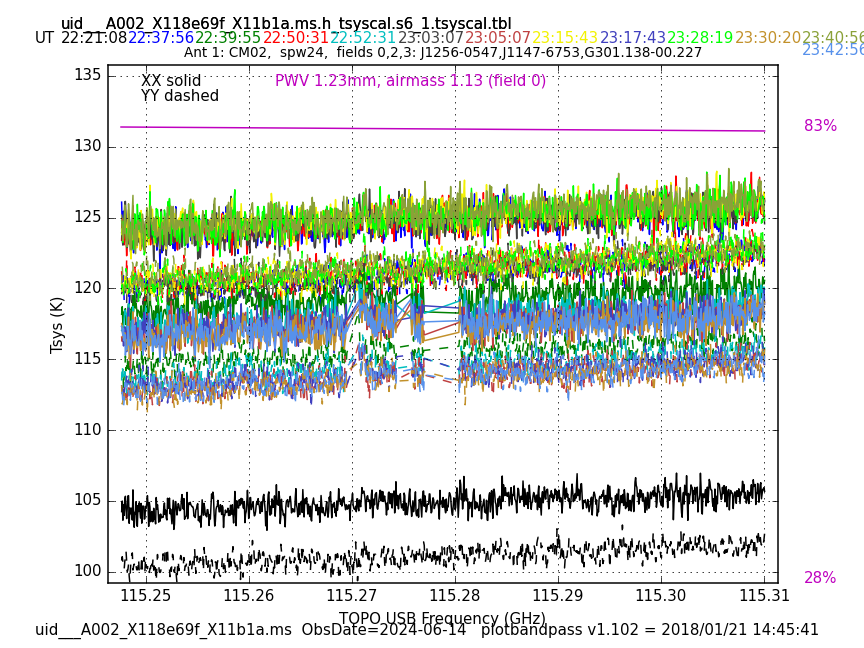 uid___A002_X118e69f_X11b1a.ms.h_tsyscal.s6_1.tsyscal.tbl
UT 22:21:08 22:37:56 22:39:55 22:50:31 22:52:31 23:03:07 23:05:07 23:15:43 23:17:43 23:28:19 23:30:20 23:40:56
23:42:56
Ant 1: CM02, spw24, fields 0,2,3: J1256-0547,J1147-6753,G301.138-00.227
XX solid
YY dashed
PWV 1.23mm, airmass 1.13 (field 0)
83%
28%
135
130
125
120
115
110
105
100
Tsys (K)
115.25 115.26 115.27 115.28 115.29 115.30 115.31
TOPO USB Frequency (GHz)
uid___A002_X118e69f_X11b1a.ms ObsDate=2024-06-14 plotbandpass v1.102 = 2018/01/21 14:45:41